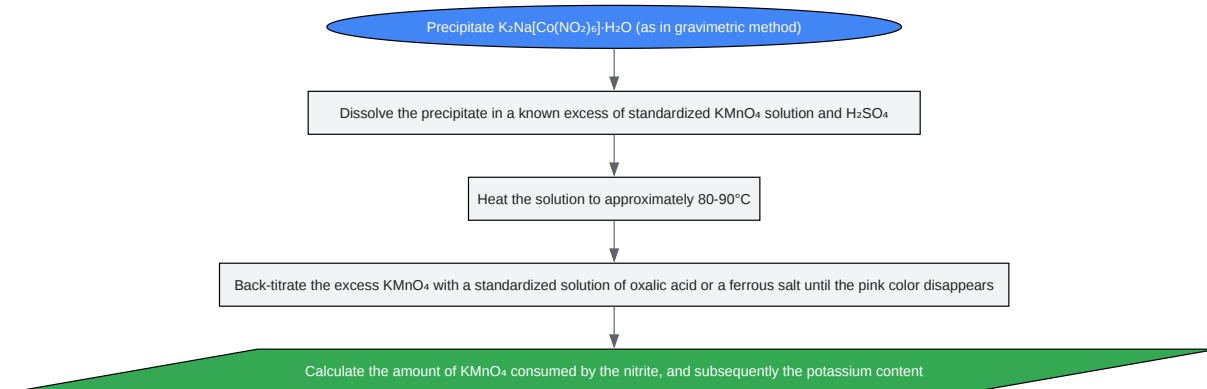 Precipitate K₂Na[Co(NO₂)₆]·H₂O (as in gravimetric method)
Dissolve the precipitate in a known excess of standardized KMnO₄ solution and H₂SO₄
Heat the solution to approximately 80-90°C
Back-titrate the excess KMnO₄ with a standardized solution of oxalic acid or a ferrous salt until the pink color disappears
Calculate the amount of KMnO₄ consumed by the nitrite, and subsequently the potassium content